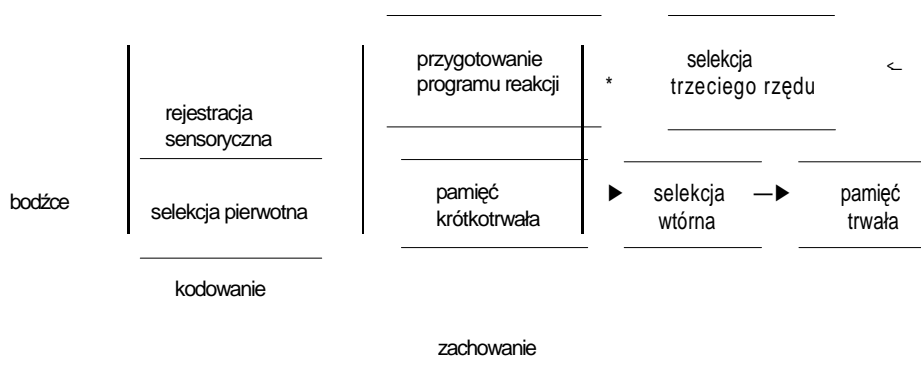 przygotowanie
programu reakcji
*
selekcja
trzeciego rzędu
rejestracja
sensoryczna
bodźce
selekcja pierwotna
pamięć
krótkotrwała
selekcja
wtórna
pamięć
trwała
kodowanie
zachowanie